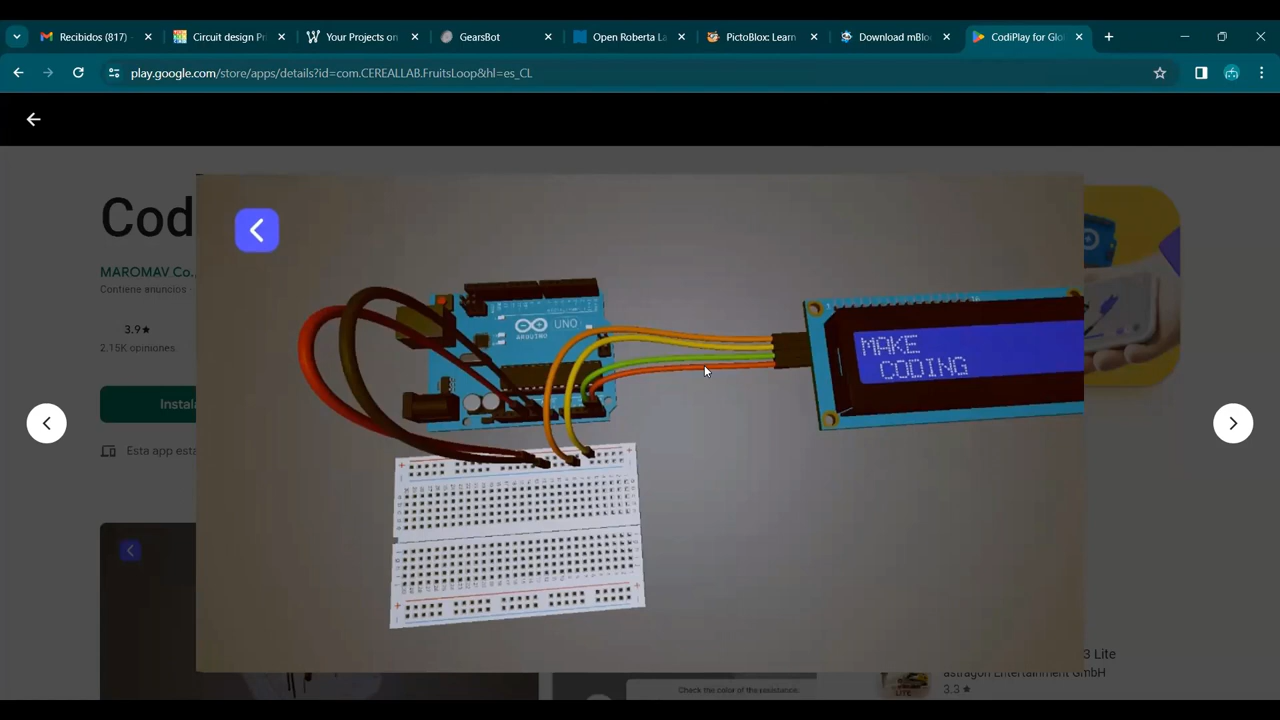 Recibidos (817)
Circuit design Pr
Your Projects on
GearsBot
Open Roberta La
PictoBlox: Learn
Download mBlo
CodiPlay for Glo
play.google.com/store/apps/details?id=com.CEREALLAB.FruitsLoop&hl=es_CL
Cod
MAROMAV Co.,
Contiene anuncios ·
3.9★
2.15K opiniones
Instala
Esta app esta
UNO
ARDUINO
MAKE
CODING
3 Lite
astragon Entertainment GmbH
3.3 ★
LITE
Check the color of the resistance: